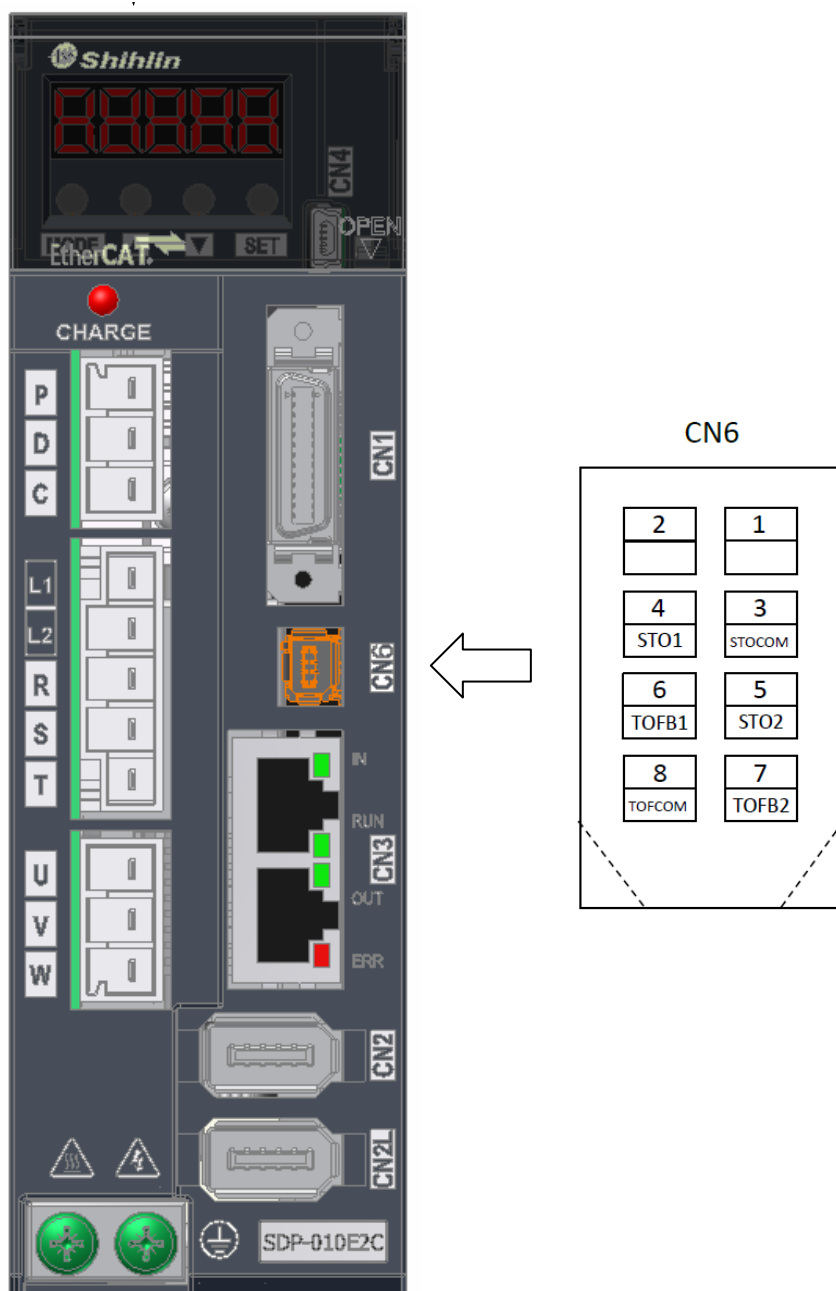 Shihlin
88888
CN4
OPEN
MODE
▼
SET
EtherCAT
CHARGE
P
D
C
L1
L2
R
S
T
U
V
W
CN1
CN6
IN
RUN
CN3
OUT
ERR
CN2
CN2L
SDP-010E2C
CN6
2 1
4 3
STO1 STOCOM
6 5
TOFB1 STO2
8 7
TOFCOM TOFB2